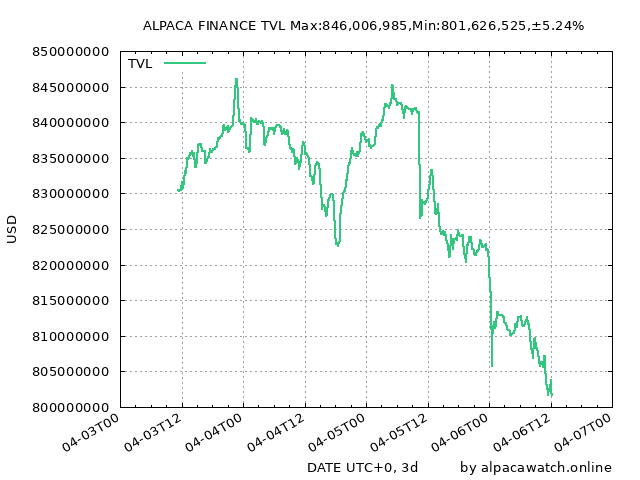 ALPACA FINANCE TVL Max:846,006,985,Min:801,626,525,±5.24%
850000000
TVL
845000000
840000000
835000000
830000000
825000000
820000000
815000000
810000000
805000000
800000000
USD
04-03T00
04-03T12
04-04T00
04-04T12
04-05T00
04-05T12
04-06T00
04-06T12
04-07T00
DATE UTC+0, 3d
by alpacawatch.online